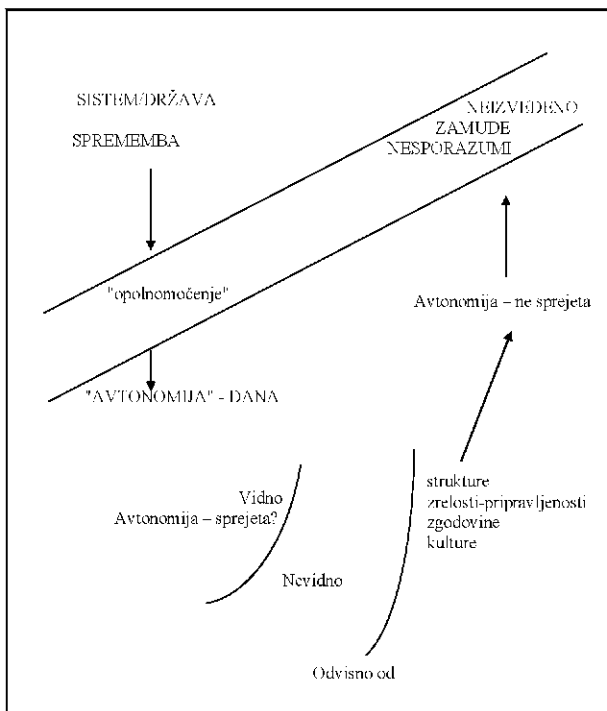 SISTEM/DRŽAVA
SPREMEMBA
NEIZVEDENO
ZAMUDE
NESPORAZUMI
"opolnomočenje"
Avtonomija – ne sprejeta
"AVTONOMIJA" - DANA
Vidno
Avtonomija – sprejeta?
Nevidno
strukture
zrelosti-pripravljenosti
zgodovine
kulture
Odvisno od